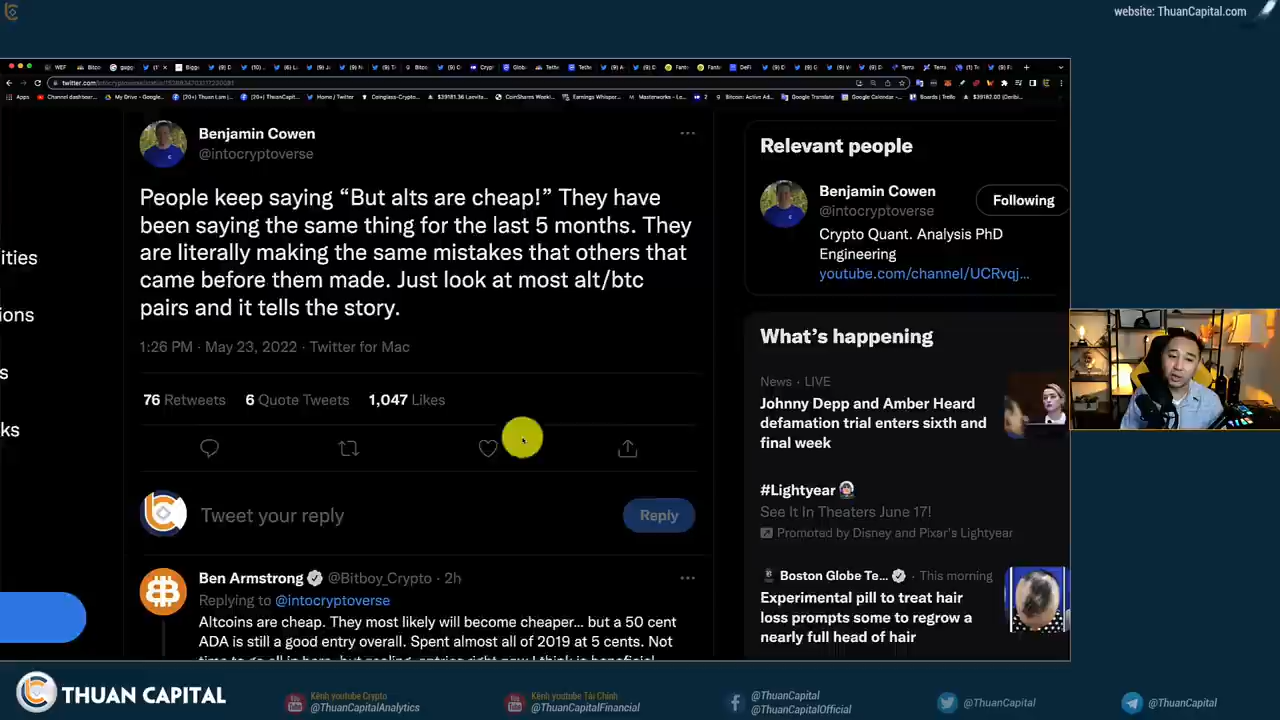 website: ThuanCapital.com
Benjamin Cowen
@intocryptoverse
People keep saying “But alts are cheap!” They have
been saying the same thing for the last 5 months. They
are literally making the same mistakes that others that
came before them made. Just look at most alt/btc
pairs and it tells the story.
1:26 PM · May 23, 2022 · Twitter for Mac
76 Retweets 6 Quote Tweets 1,047 Likes
Tweet your reply
Reply
Ben Armstrong @Bitboy_Crypto · 2h
Replying to @intocryptoverse
Altcoins are cheap. They most likely will become cheaper... but a 50 cent
ADA is still a good entry overall. Spent almost all of 2019 at 5 cents. Not
ities
ions
s
ks
Relevant people
Benjamin Cowen
@intocryptoverse
Following
Crypto Quant. Analysis PhD
Engineering
youtube.com/channel/UCRvqj...
What’s happening
News · LIVE
Johnny Depp and Amber Heard
defamation trial enters sixth and
final week
#Lightyear
See It In Theaters June 17!
Promoted by Disney and Pixar's Lightyear
Boston Globe Te... · This morning
Experimental pill to treat hair
loss prompts some to regrow a
nearly full head of hair
THUAN CAPITAL
Kênh youtube Crypto
@ThuanCapitalAnalytics
Kênh youtube Tài Chính
@ThuanCapitalFinancial
@ThuanCapital
@ThuanCapitalOfficial
@ThuanCapital
@ThuanCapital